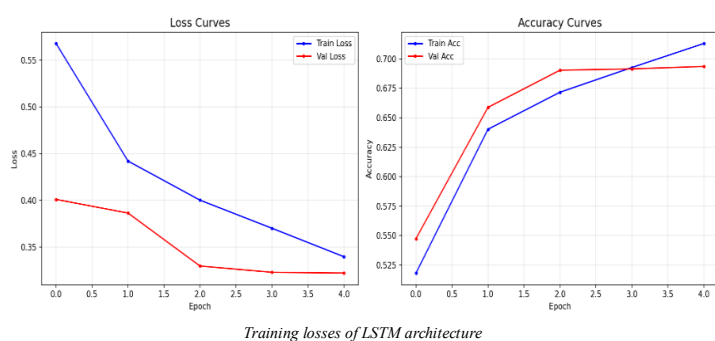 Loss Curves
Train Loss
Val Loss
0.55
0.50
0.45
0.40
0.35
Loss
0.0 0.5 1.0 1.5 2.0 2.5 3.0 3.5 4.0
Epoch
Accuracy Curves
Train Acc
Val Acc
0.700
0.675
0.650
0.625
0.600
0.575
0.550
0.525
Accuracy
0.0 0.5 1.0 1.5 2.0 2.5 3.0 3.5 4.0
Epoch
Training losses of LSTM architecture